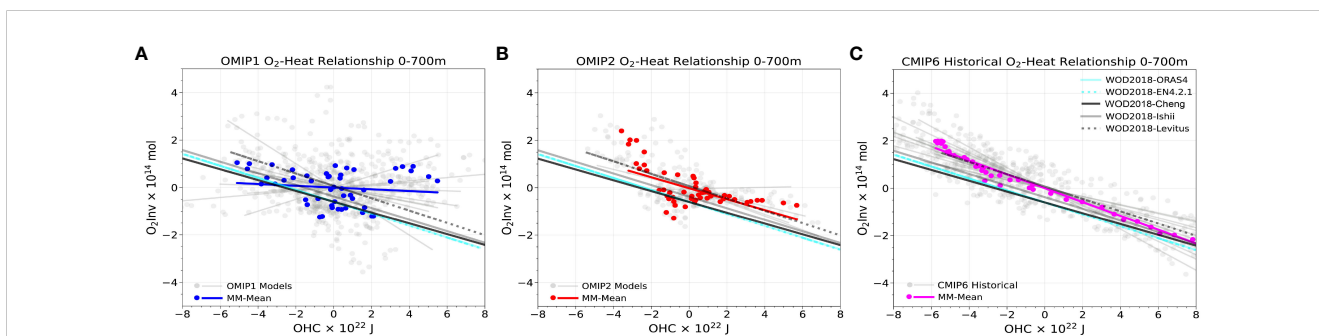 A
OMIP1 O₂-Heat Relationship 0-700m
O₂Inv × 10¹⁴ mol
4
2
0
−2
−4
OMIP1 Models
MM-Mean
−8 −6 −4 −2 0 2 4 6 8
OHC × 10²² J
B
OMIP2 O₂-Heat Relationship 0-700m
O₂Inv × 10¹⁴ mol
4
2
0
−2
−4
OMIP2 Models
MM-Mean
−8 −6 −4 −2 0 2 4 6 8
OHC × 10²² J
C
CMIP6 Historical O₂-Heat Relationship 0-700m
O₂Inv × 10¹⁴ mol
4
2
0
−2
−4
WOD2018-ORAS4
WOD2018-EN4.2.1
WOD2018-Cheng
WOD2018-Ishii
WOD2018-Levitus
CMIP6 Historical
MM-Mean
−8 −6 −4 −2 0 2 4 6 8
OHC × 10²² J